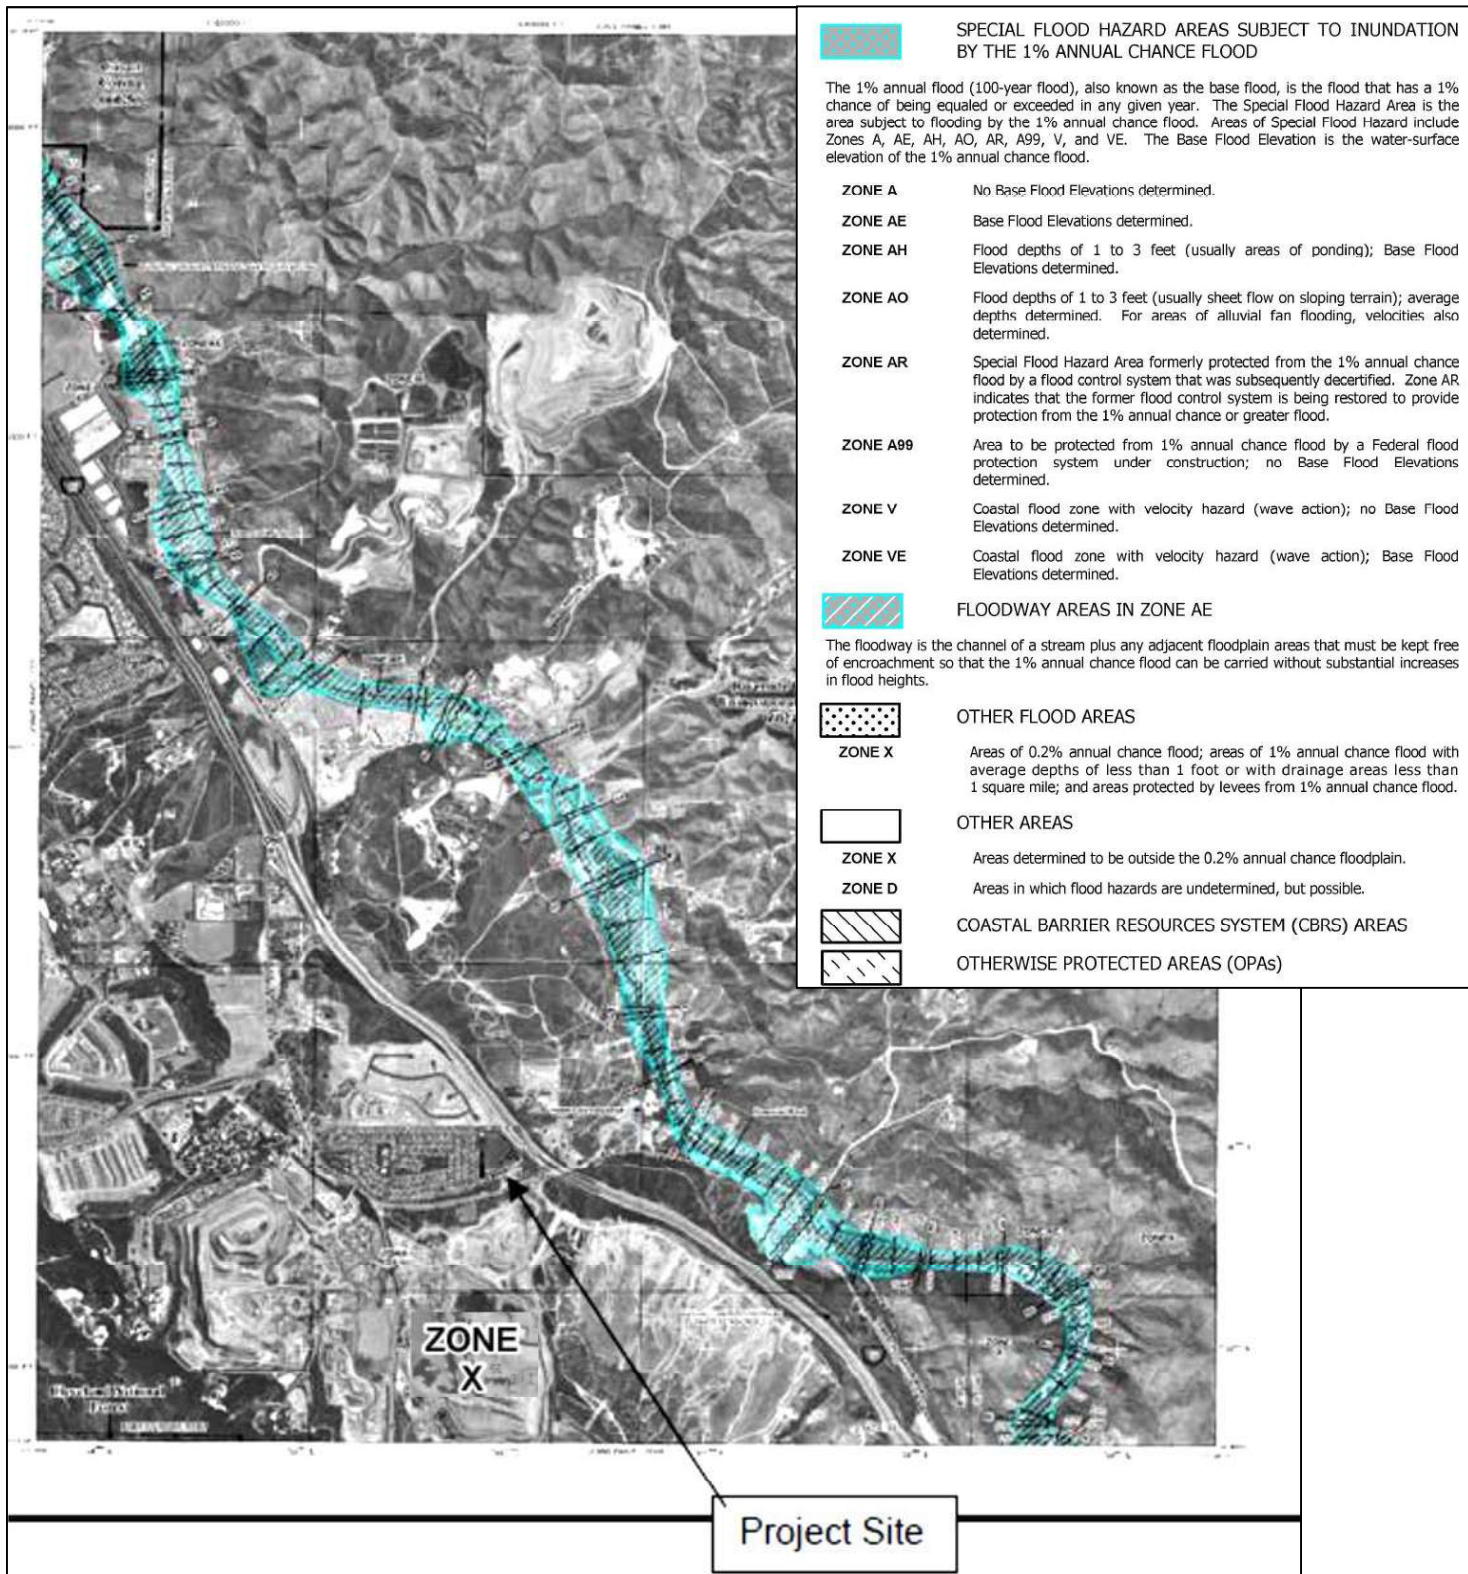 SPECIAL FLOOD HAZARD AREAS SUBJECT TO INUNDATION
BY THE 1% ANNUAL CHANCE FLOOD
The 1% annual flood (100-year flood), also known as the base flood, is the flood that has a 1%
chance of being equaled or exceeded in any given year. The Special Flood Hazard Area is the
area subject to flooding by the 1% annual chance flood. Areas of Special Flood Hazard include
Zones A, AE, AH, AO, AR, A99, V, and VE. The Base Flood Elevation is the water-surface
elevation of the 1% annual chance flood.
ZONE A No Base Flood Elevations determined.
ZONE AE Base Flood Elevations determined.
ZONE AH Flood depths of 1 to 3 feet (usually areas of ponding); Base Flood
Elevations determined.
ZONE AO Flood depths of 1 to 3 feet (usually sheet flow on sloping terrain); average
depths determined. For areas of alluvial fan flooding, velocities also
determined.
ZONE AR Special Flood Hazard Area formerly protected from the 1% annual chance
flood by a flood control system that was subsequently decertified. Zone AR
indicates that the former flood control system is being restored to provide
protection from the 1% annual chance or greater flood.
ZONE A99 Area to be protected from 1% annual chance flood by a Federal flood
protection system under construction; no Base Flood Elevations
determined.
ZONE V Coastal flood zone with velocity hazard (wave action); no Base Flood
Elevations determined.
ZONE VE Coastal flood zone with velocity hazard (wave action); Base Flood
Elevations determined.
FLOODWAY AREAS IN ZONE AE
The floodway is the channel of a stream plus any adjacent floodplain areas that must be kept free
of encroachment so that the 1% annual chance flood can be carried without substantial increases
in flood heights.
OTHER FLOOD AREAS
ZONE X Areas of 0.2% annual chance flood; areas of 1% annual chance flood with
average depths of less than 1 foot or with drainage areas less than
1 square mile; and areas protected by levees from 1% annual chance flood.
OTHER AREAS
ZONE X Areas determined to be outside the 0.2% annual chance floodplain.
ZONE D Areas in which flood hazards are undetermined, but possible.
COASTAL BARRIER RESOURCES SYSTEM (CBRS) AREAS
OTHERWISE PROTECTED AREAS (OPAs)
ZONE
X
Cleveland National
Forest
Project Site